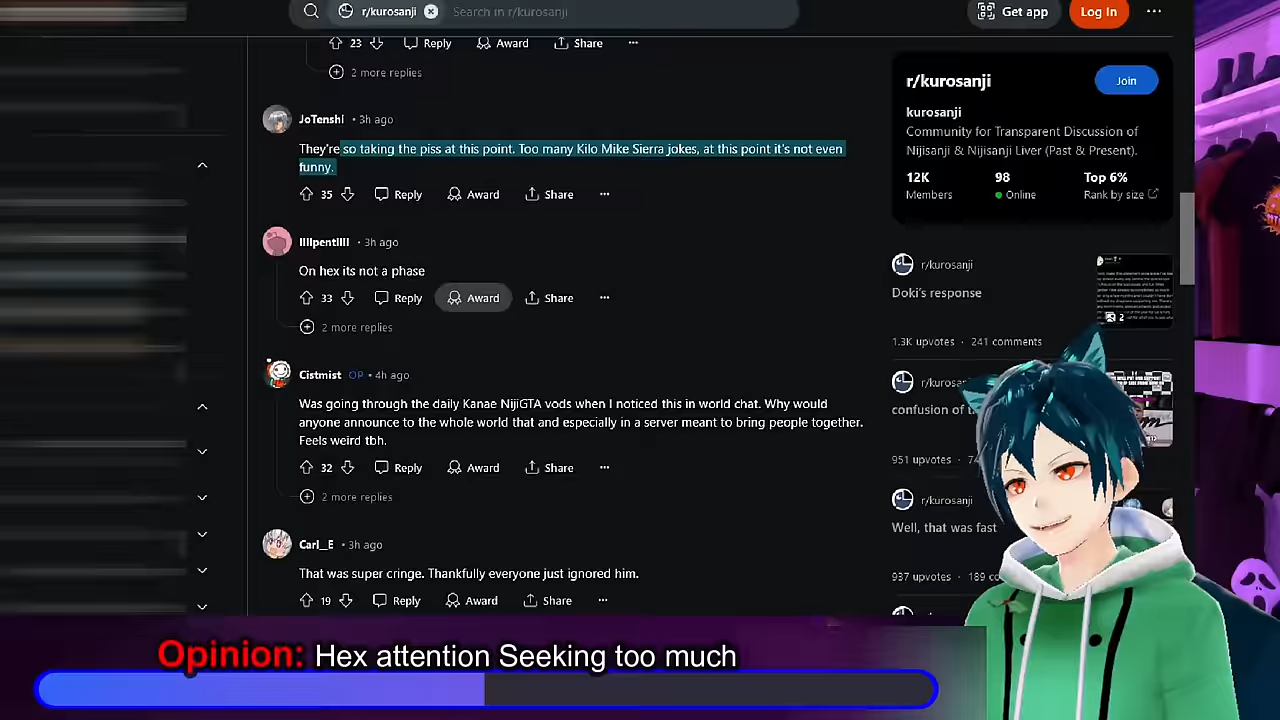 r/kurosanji
Search in r/kurosanji
Get app
Log In
23
Reply
Award
Share
2 more replies
JoTenshi • 3h ago
They're so taking the piss at this point. Too many Kilo Mike Sierra jokes, at this point it's not even
funny.
35
Reply
Award
Share
IIIIpentIIII • 3h ago
On hex its not a phase
33
Reply
Award
Share
2 more replies
Cistmist OP • 4h ago
Was going through the daily Kanae NijiGTA vods when I noticed this in world chat. Why would
anyone announce to the whole world that and especially in a server meant to bring people together.
Feels weird tbh.
32
Reply
Award
Share
2 more replies
Carl_E • 3h ago
That was super cringe. Thankfully everyone just ignored him.
19
Reply
Award
Share
r/kurosanji
Join
kurosanji
Community for Transparent Discussion of
Nijisanji & Nijisanji Liver (Past & Present).
12K
98
Top 6%
Members
Online
Rank by size
r/kurosanji
Doki's response
2
1.3K upvotes • 241 comments
confusion of
951 upvotes
r/kurosanji
Well, that was fast
937 upvotes
Opinion: Hex attention Seeking too much